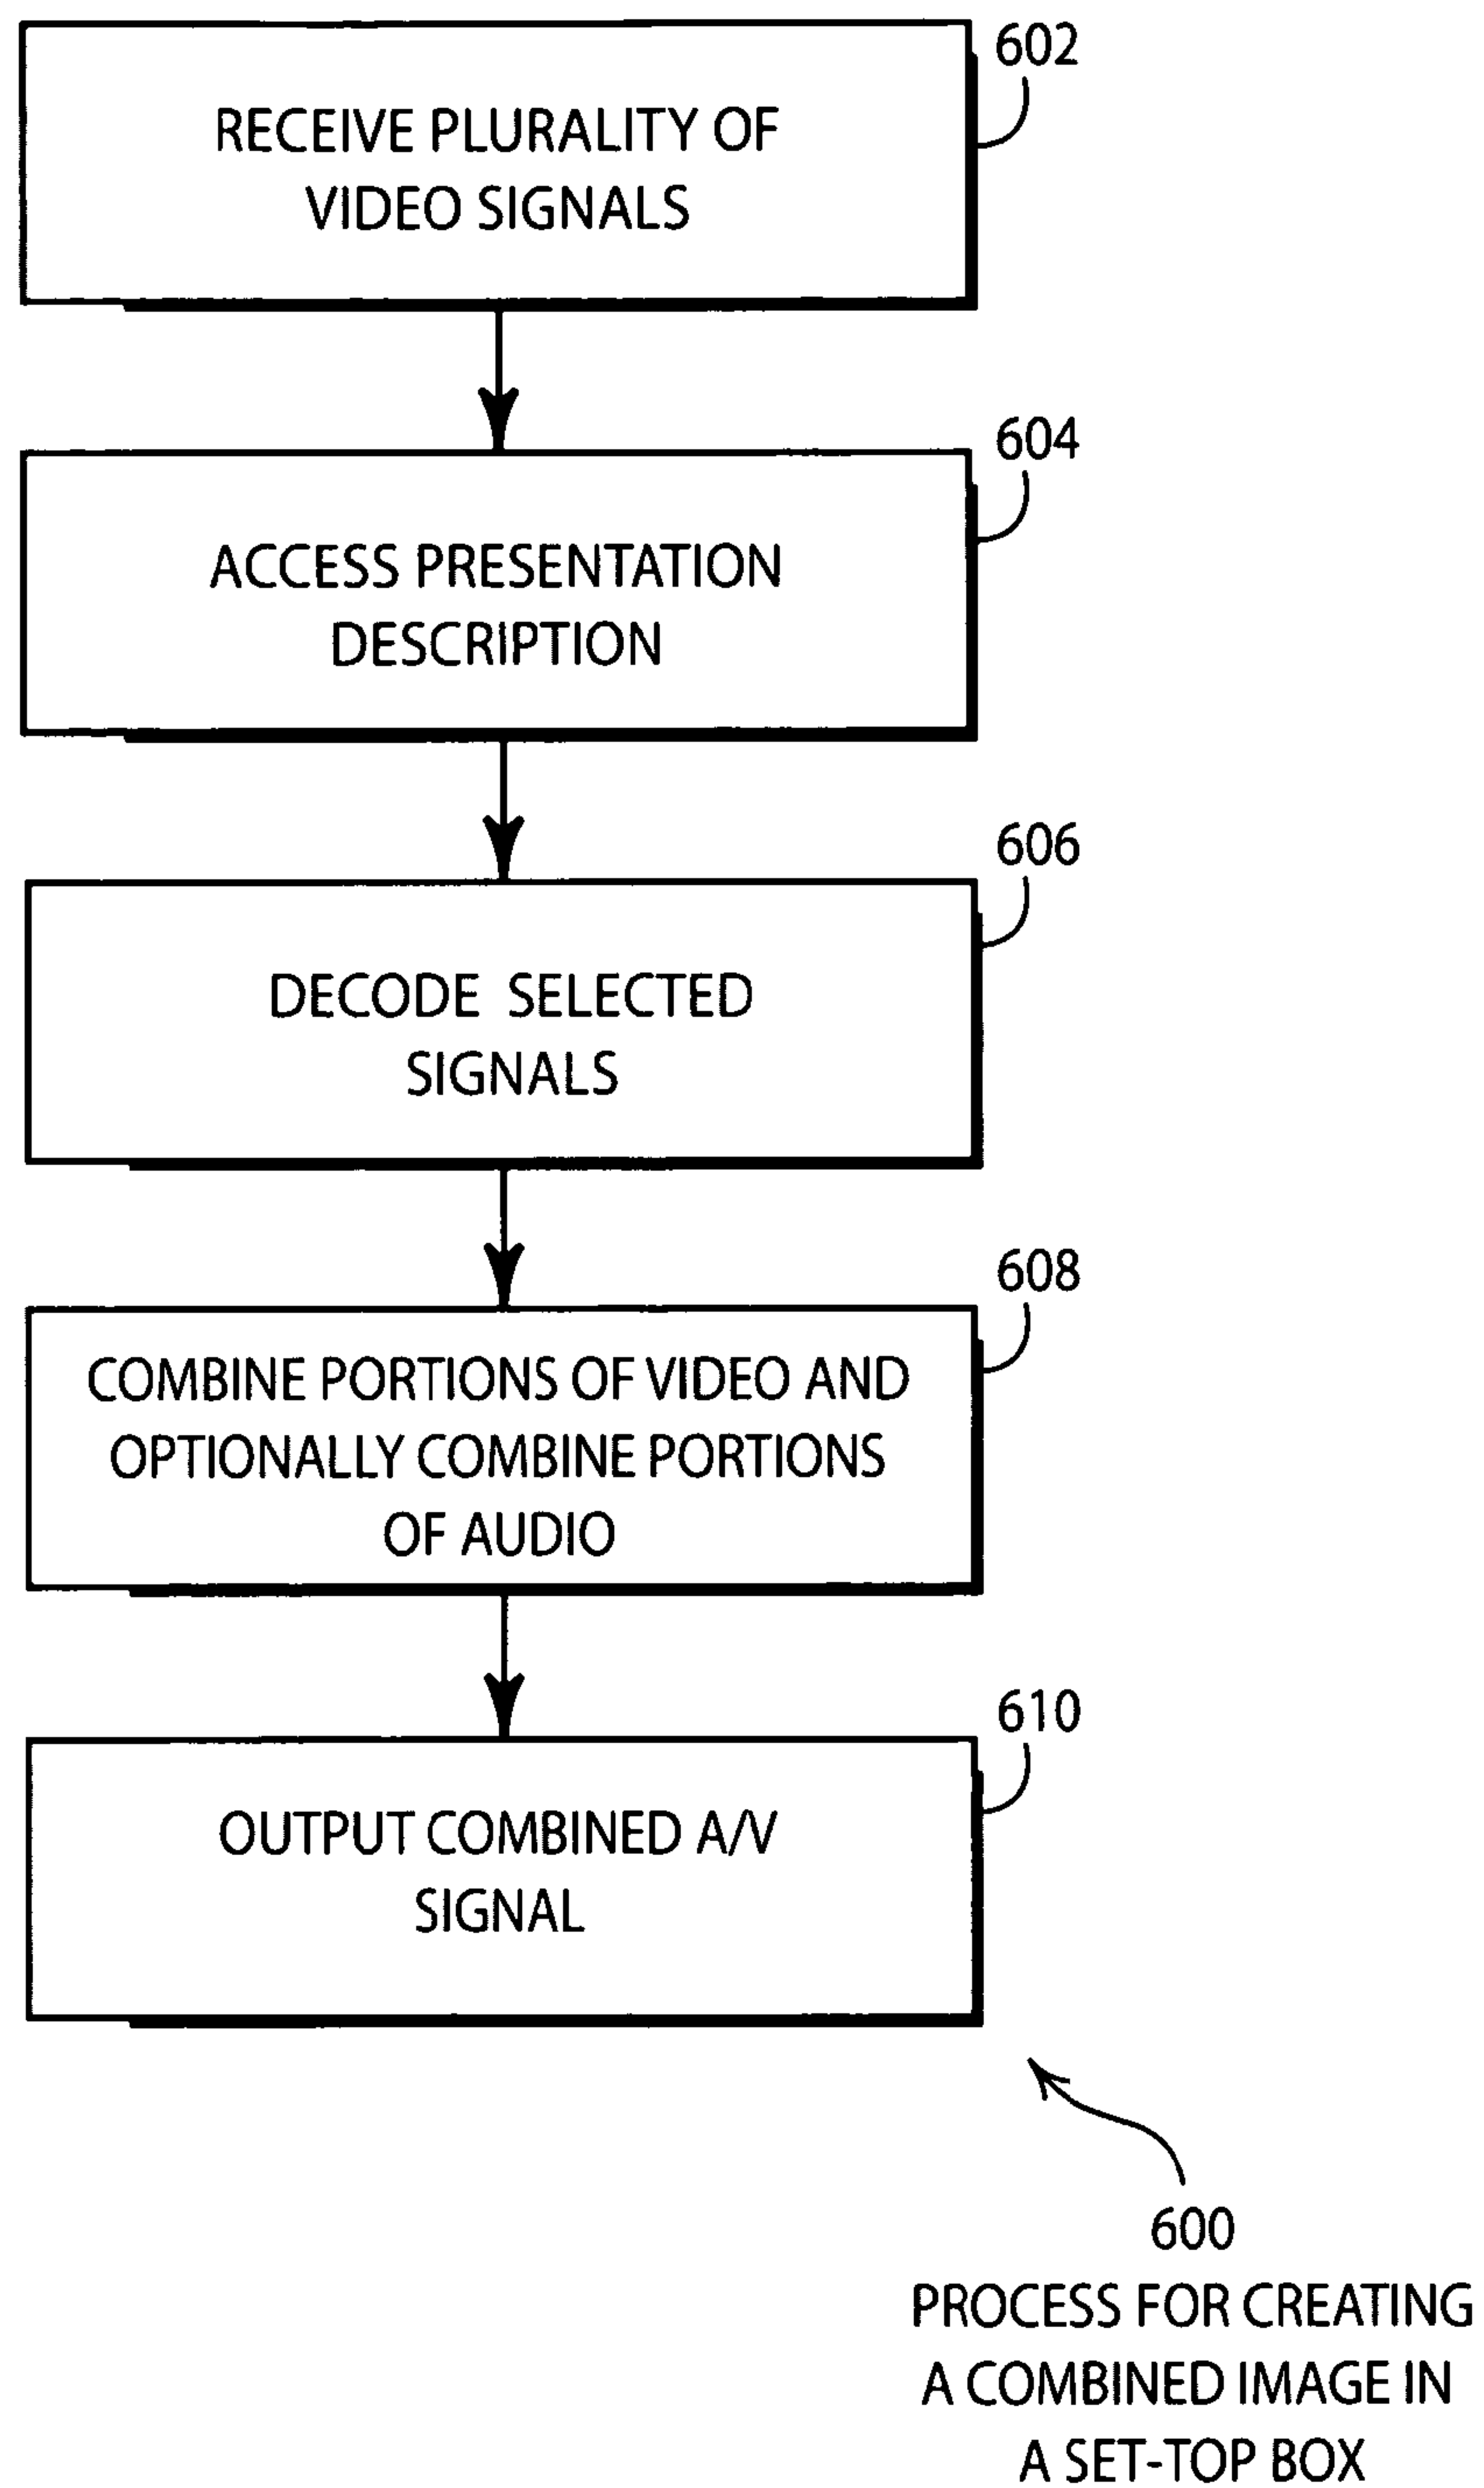 602
RECEIVE PLURALITY OF
VIDEO SIGNALS
604
ACCESS PRESENTATION
DESCRIPTION
606
DECODE SELECTED
SIGNALS
608
COMBINE PORTIONS OF VIDEO AND
OPTIONALLY COMBINE PORTIONS
OF AUDIO
610
OUTPUT COMBINED A/V
SIGNAL
600
PROCESS FOR CREATING
A COMBINED IMAGE IN
A SET-TOP BOX